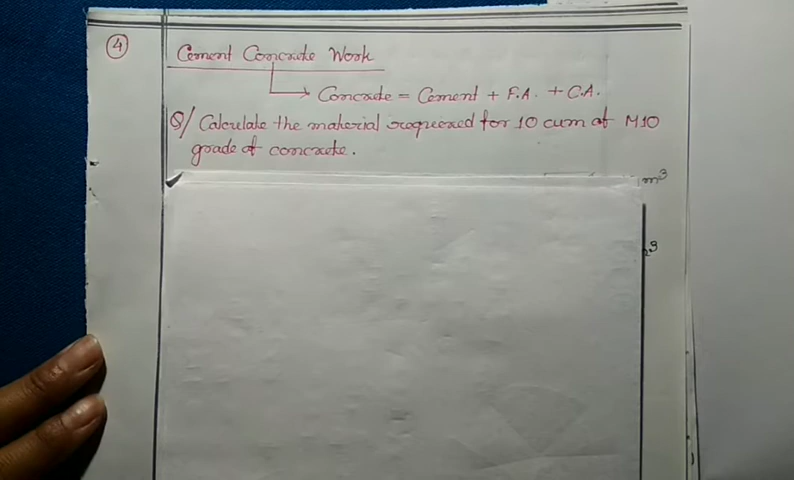 4
Cement Concrete Work
Concrete = Cement + F.A. + C.A.
Q/ Calculate the material required for 10 cum of M10
grade of concrete.
m³